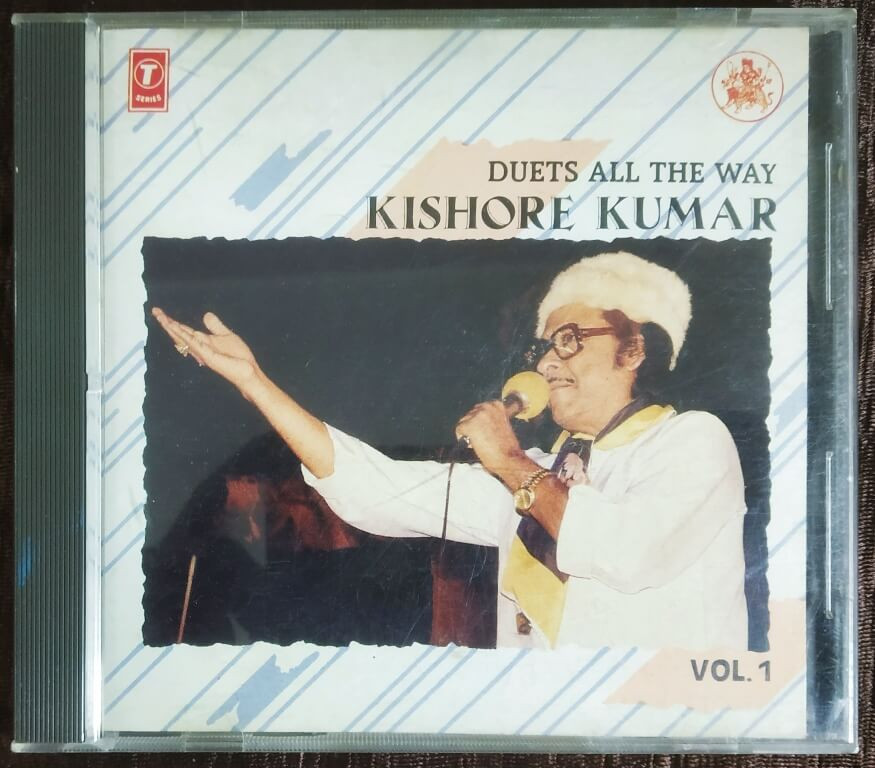 T
SERIES
DUETS ALL THE WAY
KISHORE KUMAR
VOL. 1